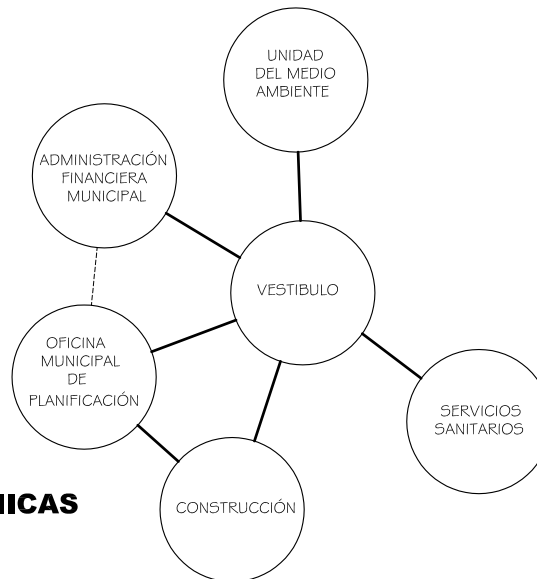 UNIDAD
DEL MEDIO
AMBIENTE
ADMINISTRACIÓN
FINANCIERA
MUNICIPAL
VESTIBULO
OFICINA
MUNICIPAL
DE
PLANIFICACIÓN
SERVICIOS
SANITARIOS
CONSTRUCCIÓN